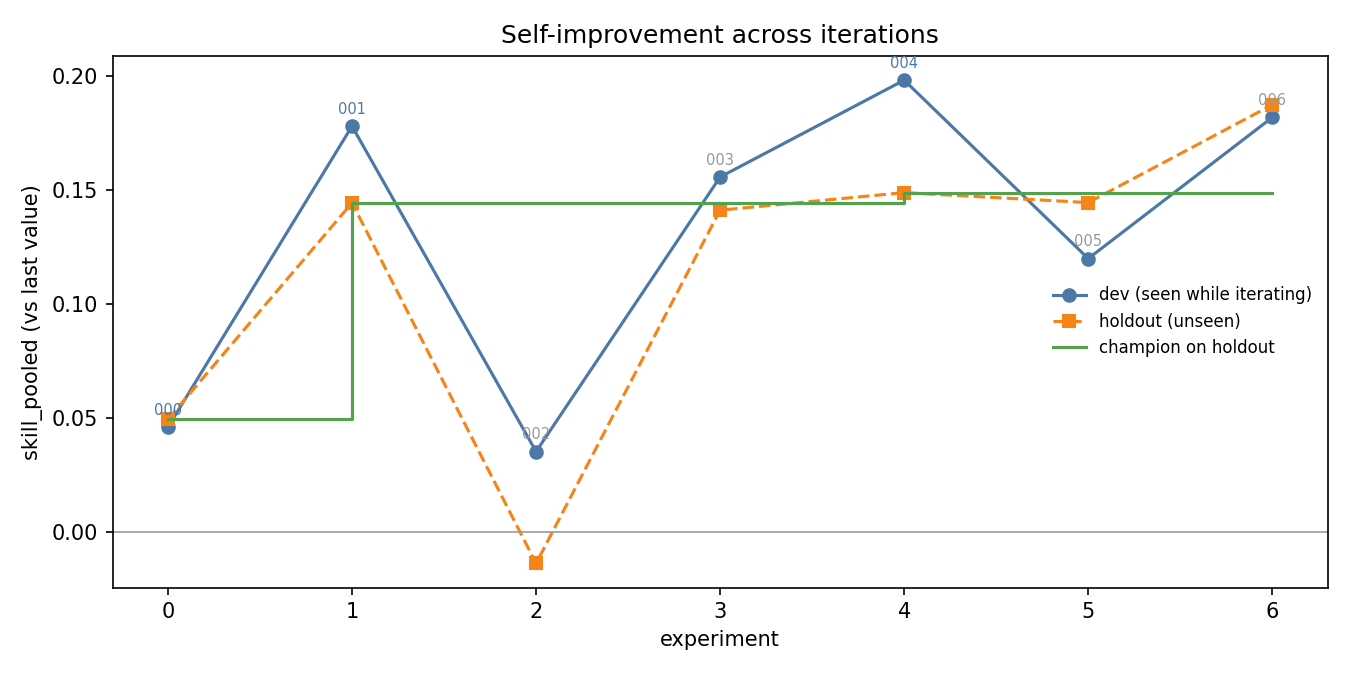 Self-improvement across iterations
skill_pooled (vs last value)
0.20
0.15
0.10
0.05
0.00
000
001
002
003
004
005
006
dev (seen while iterating)
holdout (unseen)
champion on holdout
0 1 2 3 4 5 6
experiment